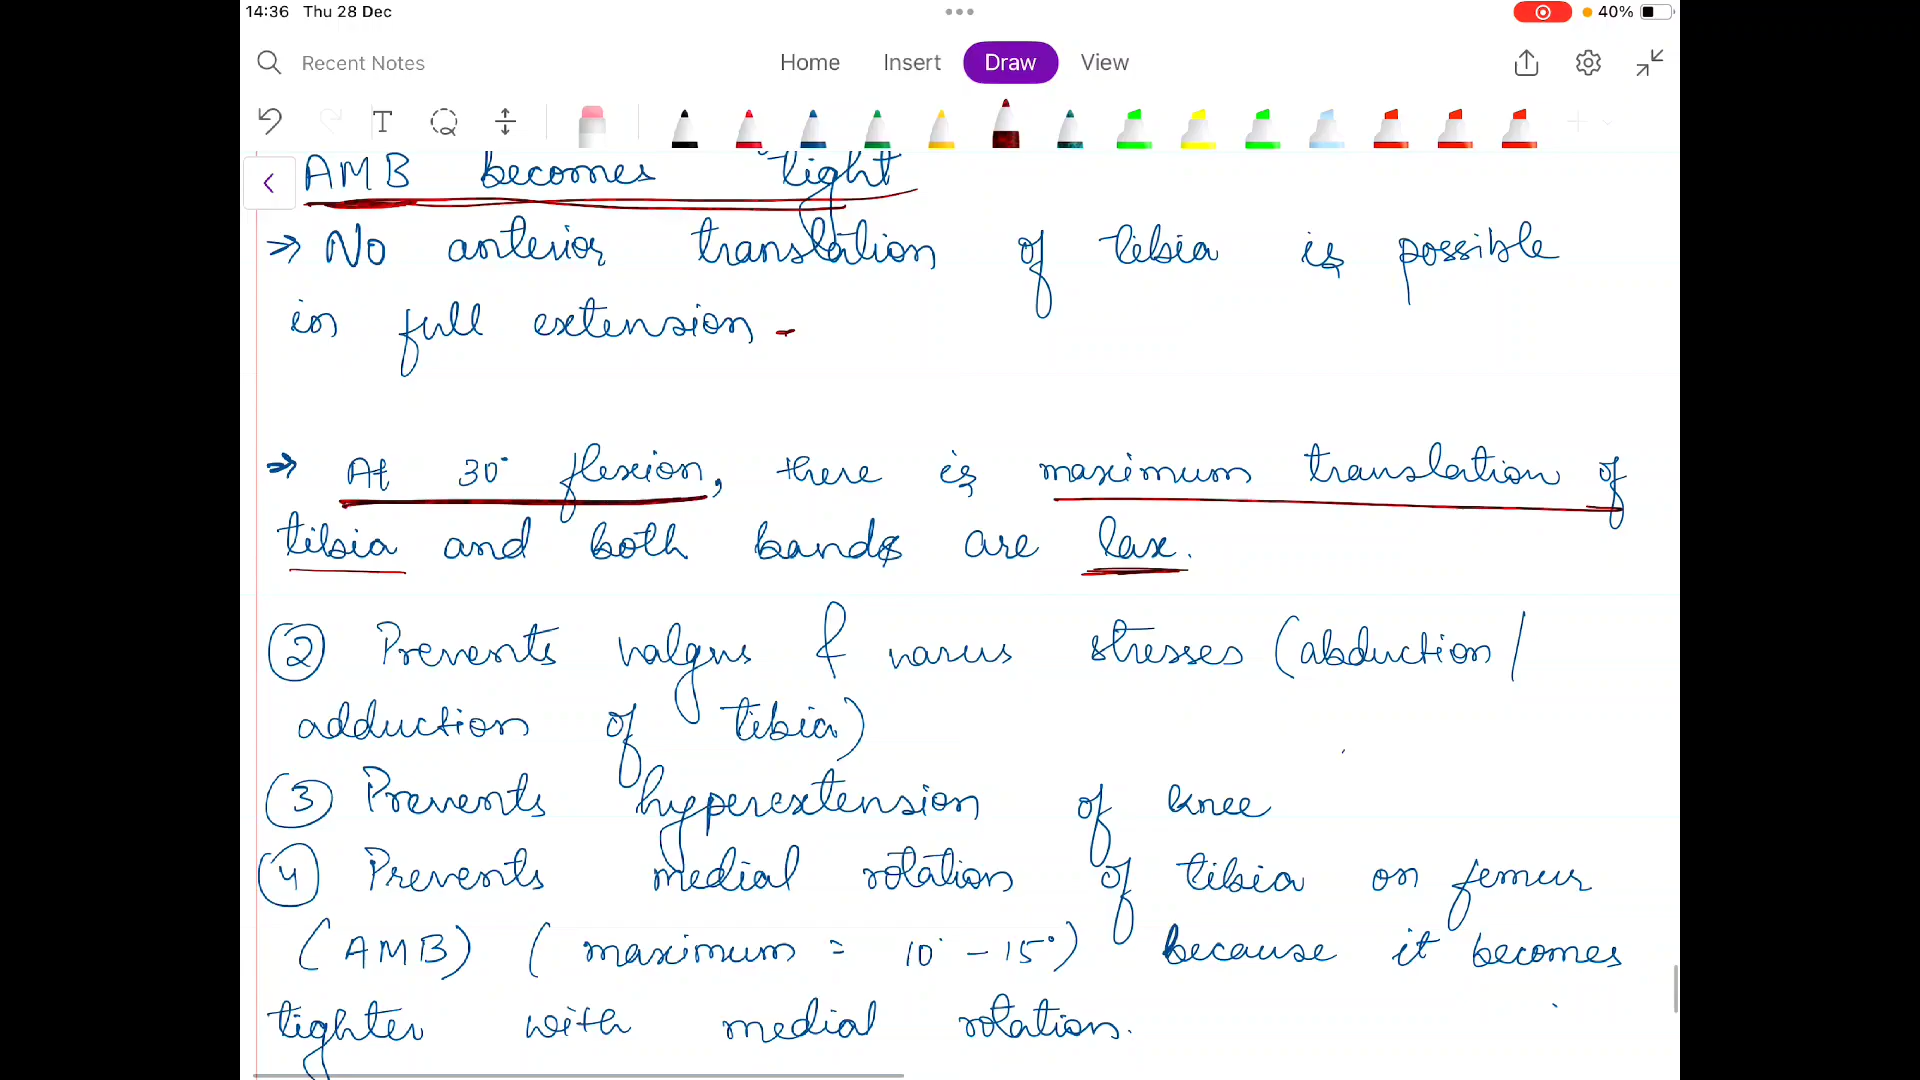 14:36 Thu 28 Dec
40%
Recent Notes
Home Insert Draw View
AMB becomes tight
→ No anterior translation of tibia is possible
in full extension.
→ At 30° flexion, there is maximum translation of
tibia and both bands are lax.
② Prevents valgus & varus stresses (abduction/
adduction of tibia)
③ Prevents hyperextension of knee
④ Prevents medial rotation of tibia on femur
(AMB) (maximum = 10° - 15°) because it becomes
tighter with medial rotation.